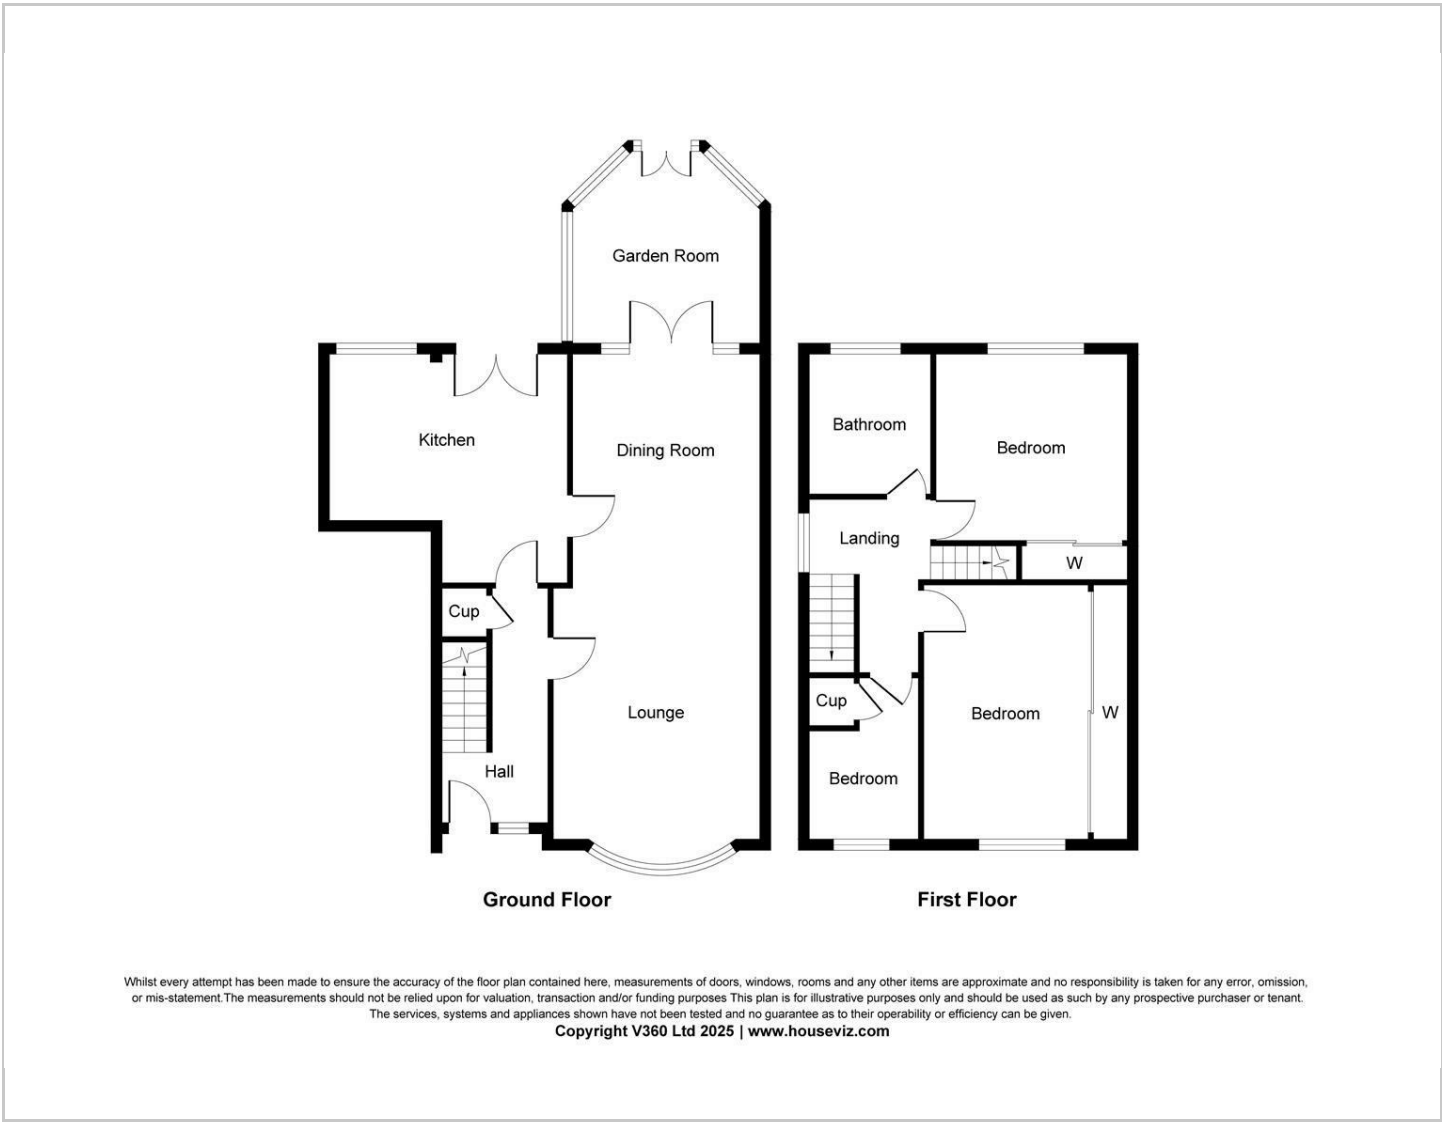 Garden Room
Kitchen
Dining Room
Cup
Lounge
Hall
Ground Floor
Bathroom
Bedroom
Landing
W
Cup
Bedroom
W
Bedroom
First Floor
Whilst every attempt has been made to ensure the accuracy of the floor plan contained here, measurements of doors, windows, rooms and any other items are approximate and no responsibility is taken for any error, omission,
or mis-statement.The measurements should not be relied upon for valuation, transaction and/or funding purposes This plan is for illustrative purposes only and should be used as such by any prospective purchaser or tenant.
The services, systems and appliances shown have not been tested and no guarantee as to their operability or efficiency can be given.
Copyright V360 Ltd 2025 | www.houseviz.com